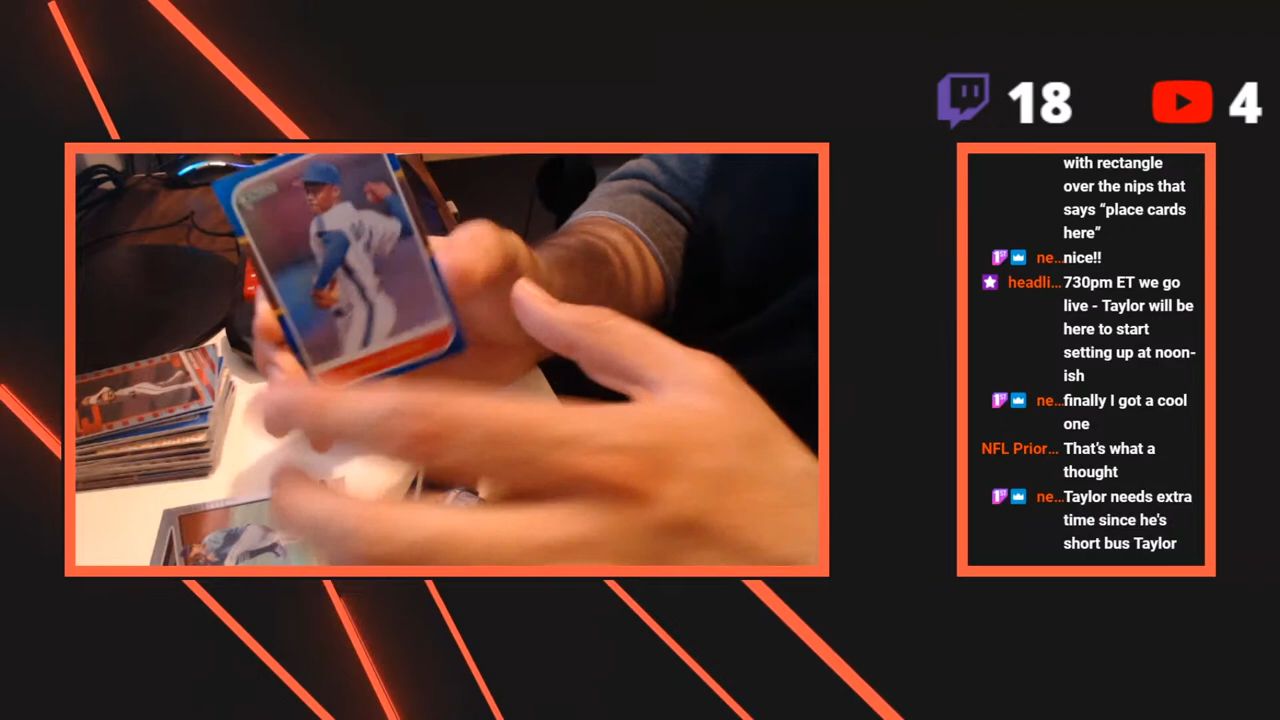 18
4
with rectangle
over the nips that
says “place cards
here”
ne…nice!!
headli…730pm ET we go
live - Taylor will be
here to start
setting up at noon-
ish
ne…finally I got a cool
one
NFL Prior… That’s what a
thought
ne…Taylor needs extra
time since he's
short bus Taylor